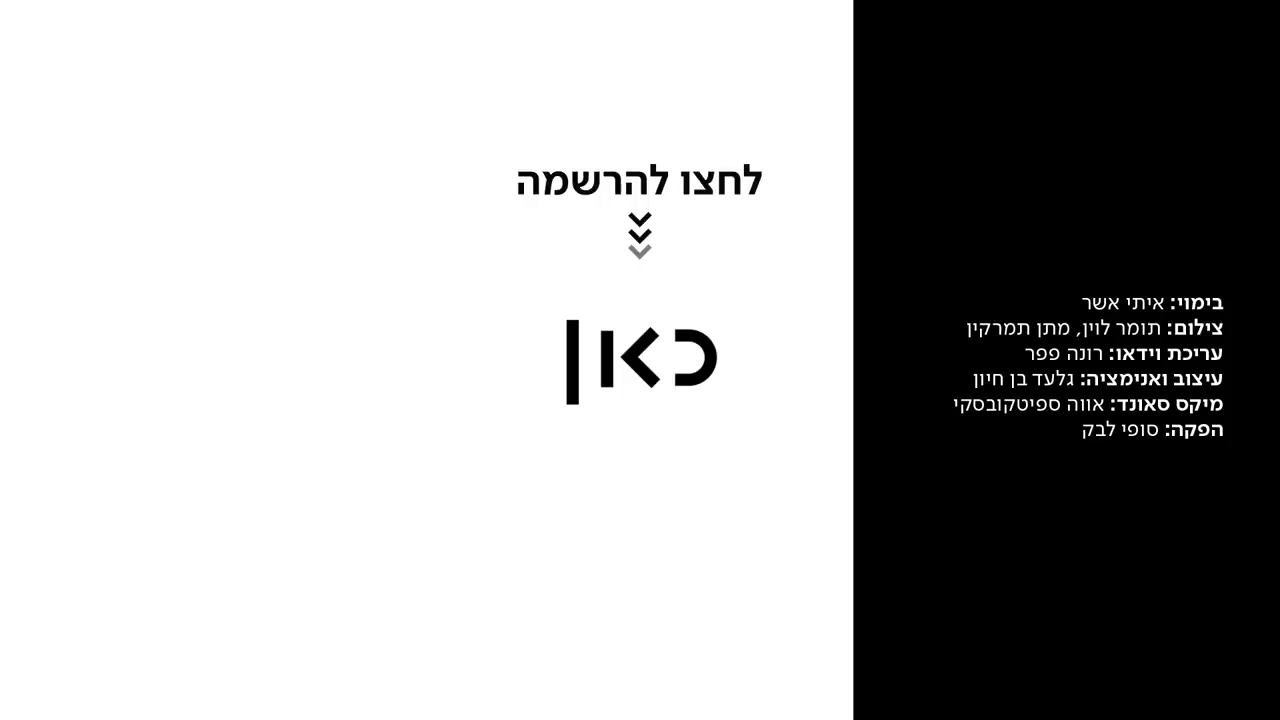 לחצו להרשמה
כאן
בימוי: איתי אשר
צילום: תומר לוין, מתן תמרקין
עריכת וידאו: רונה פפר
עיצוב ואנימציה: גלעד בן חיון
מיקס סאונד: אווה ספיטקובסקי
הפקה: סופי לבק